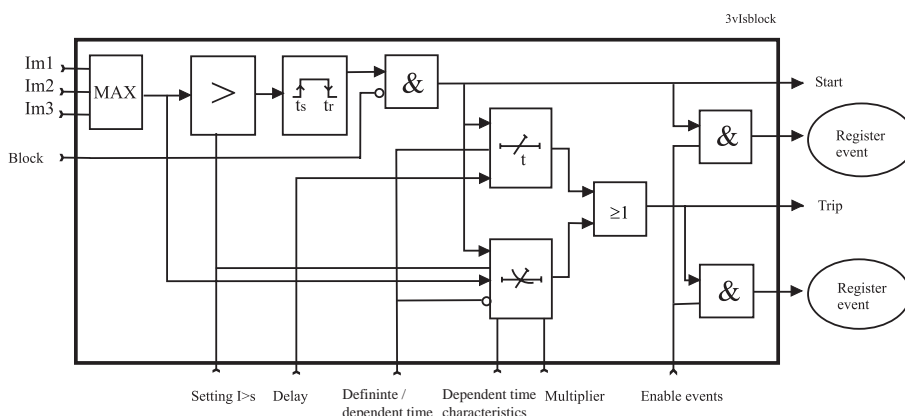 3vIsblock
Im1
Im2
Im3
MAX
>
ts tr
&
Start
Block
t
&
Register
event
≥1
Trip
&
Register
event
Setting I>s
Delay
Defininte /
dependent time
Dependent time
characteristics
Multiplier
Enable events